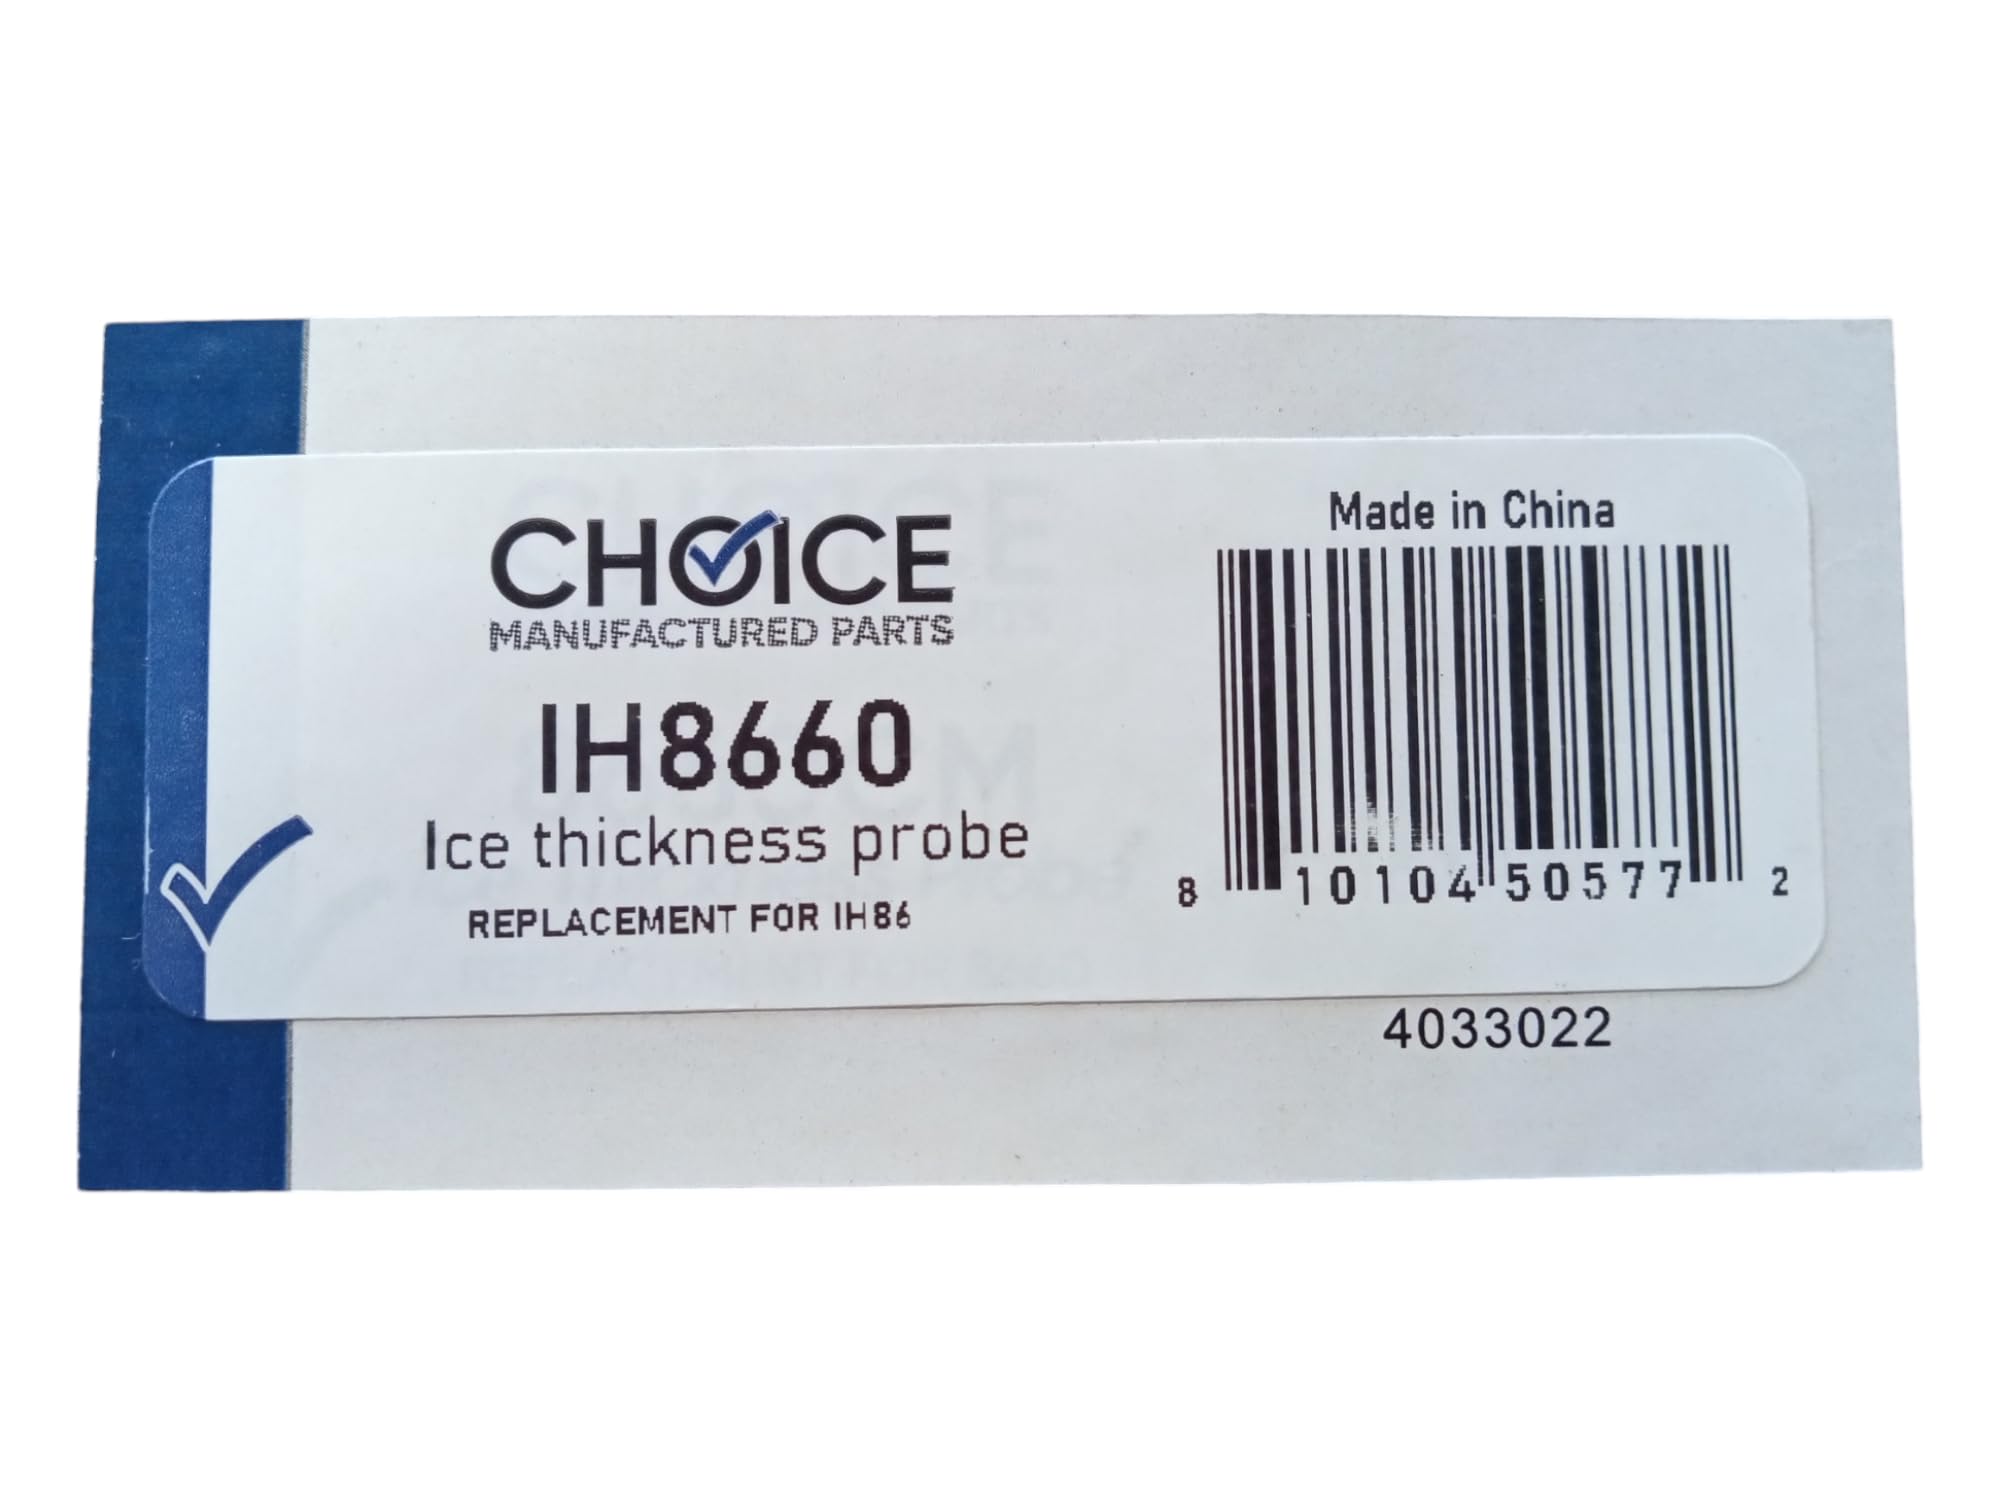 CHOICE
MANUFACTURED PARTS
IH8660
Ice thickness probe
REPLACEMENT FOR IH86
Made in China
8 10104 50577 2
4033022